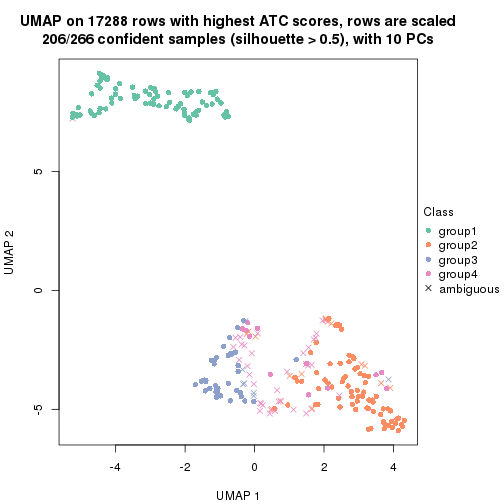 UMAP on 17288 rows with highest ATC scores, rows are scaled
206/266 confident samples (silhouette > 0.5), with 10 PCs
5
0
-5
UMAP 2
-4
-2
0
2
4
UMAP 1
Class
group1
group2
group3
group4
ambiguous